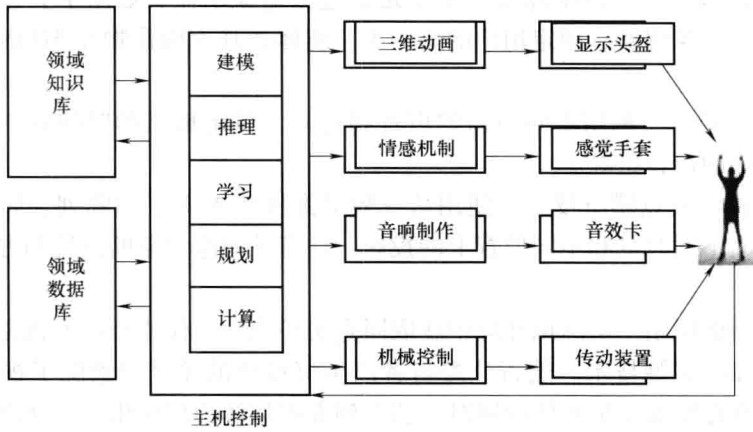 领域
知识
库
领域
数据
库
建模
推理
学习
规划
计算
主机控制
三维动画
显示头盔
情感机制
感觉手套
音响制作
音效卡
机械控制
传动装置